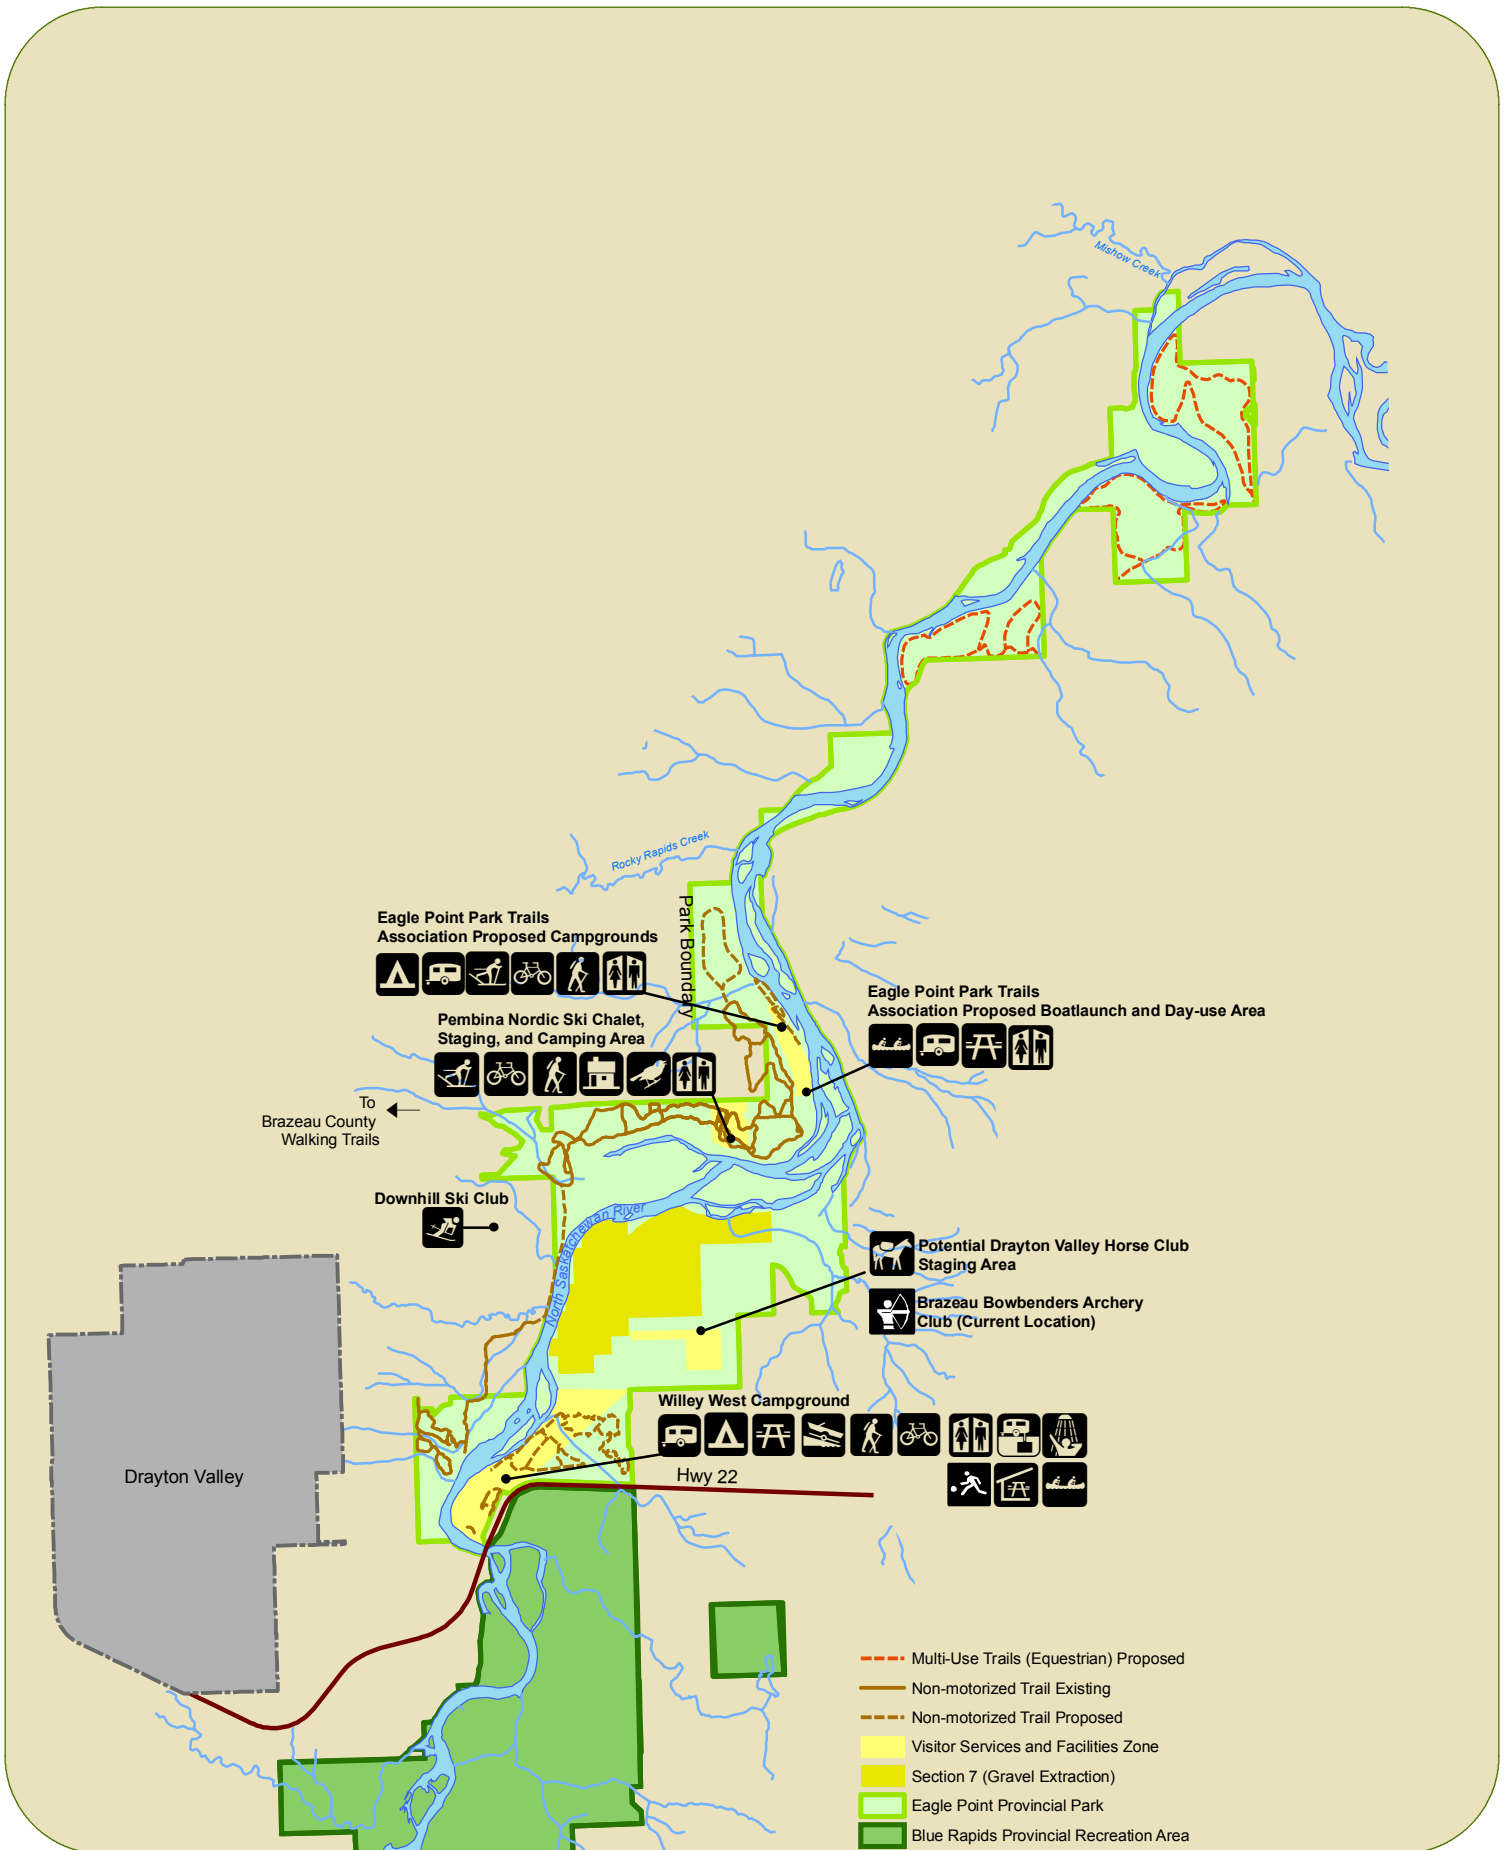 Mishow Creek
Rocky Rapids Creek
Eagle Point Park Trails
Association Proposed Campgrounds
Park Boundary
Eagle Point Park Trails
Association Proposed Boatlaunch and Day-use Area
Pembina Nordic Ski Chalet,
Staging, and Camping Area
To
Brazeau County
Walking Trails
Downhill Ski Club
North Saskatchewan River
Potential Drayton Valley Horse Club
Staging Area
Brazeau Bowbenders Archery
Club (Current Location)
Willey West Campground
Drayton Valley
Hwy 22
Multi-Use Trails (Equestrian) Proposed
Non-motorized Trail Existing
Non-motorized Trail Proposed
Visitor Services and Facilities Zone
Section 7 (Gravel Extraction)
Eagle Point Provincial Park
Blue Rapids Provincial Recreation Area